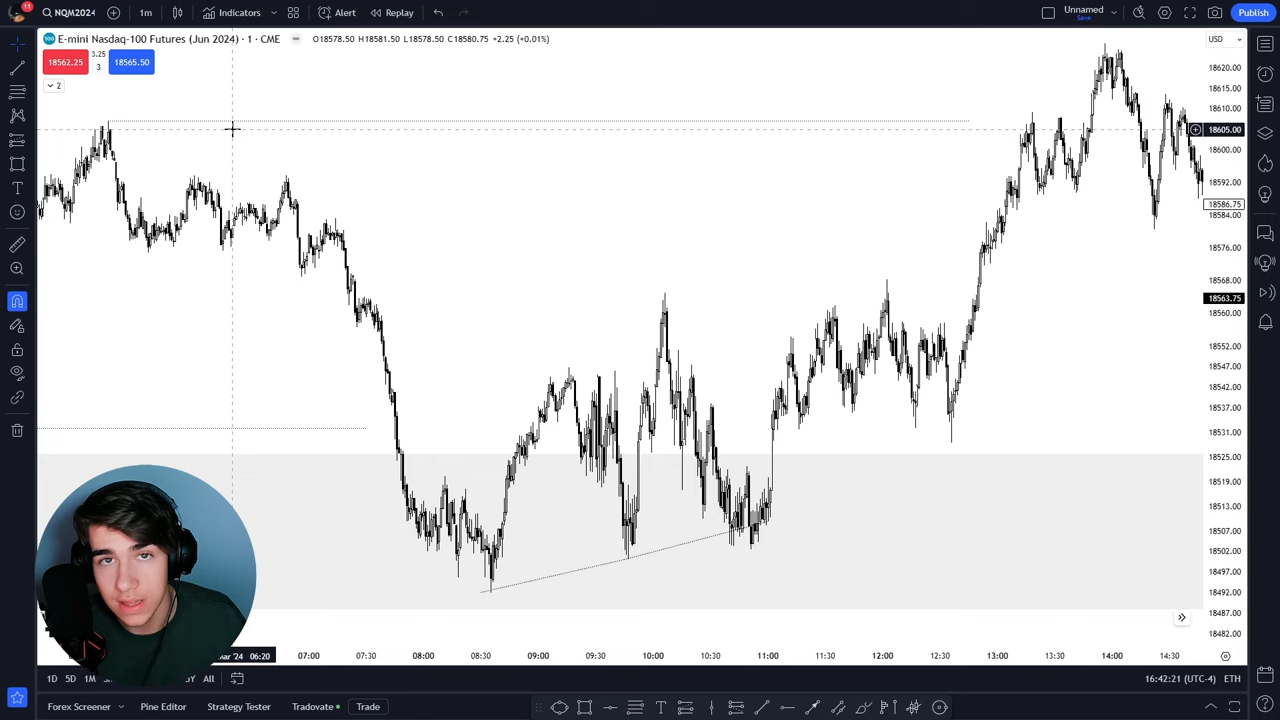 11
NQM2024
1m
Indicators
Alert
Replay
Unnamed
Save
Publish
100
E-mini Nasdaq-100 Futures (Jun 2024) · 1 · CME
O18578.50 H18581.50 L18578.50 C18580.75 +2.25 (+0.01%)
USD
18562.25
3.25
3
18565.50
2
18620.00
18615.00
18610.00
18605.00
18600.00
18592.00
18586.75
18584.00
18576.00
18568.00
18563.75
18560.00
18552.00
18547.00
18542.00
18537.00
18531.00
18525.00
18519.00
18513.00
18507.00
18502.00
18497.00
18492.00
18487.00
18482.00
'24 06:20
07:00
07:30
08:00
08:30
09:00
09:30
10:00
10:30
11:00
11:30
12:00
12:30
13:00
13:30
14:00
14:30
1D
5D
1M
All
16:42:21 (UTC-4)
ETH
Forex Screener
Pine Editor
Strategy Tester
Tradovate
Trade